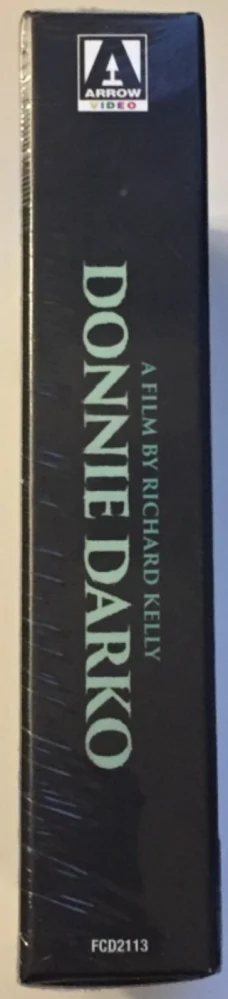 ARROW
VIDEO
A FILM BY RICHARD KELLY
DONNIE DARKO
FCD2113